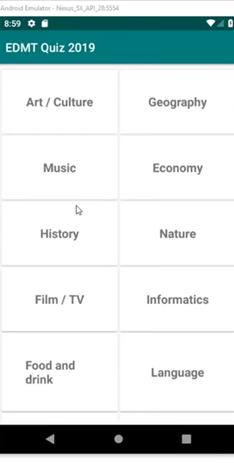 Android Emulator - Nexus_5X_API_28:5554
8:59
EDMT Quiz 2019
Art / Culture
Geography
Music
Economy
History
Nature
Film / TV
Informatics
Food and
drink
Language